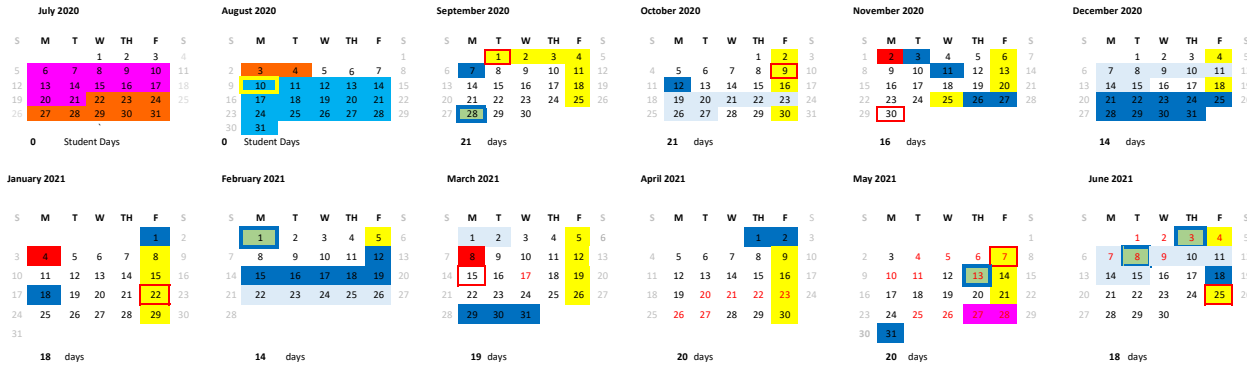 July 2020
S M T W TH F S
1 2 3 4
5 6 7 8 9 10 11
12 13 14 15 16 17 18
19 20 21 22 23 24 25
26 27 28 29 30 31
0 Student Days
August 2020
S M T W TH F S
1
2 3 4 5 6 7 8
9 10 11 12 13 14 15
16 17 18 19 20 21 22
23 24 25 26 27 28 29
30 31
0 Student Days
September 2020
S M T W TH F S
1 2 3 4 5
6 7 8 9 10 11 12
13 14 15 16 17 18 19
20 21 22 23 24 25 26
27 28 29 30
21 days
October 2020
S M T W TH F S
1 2 3
4 5 6 7 8 9 10
11 12 13 14 15 16 17
18 19 20 21 22 23 24
25 26 27 28 29 30 31
21 days
November 2020
S M T W TH F S
1 2 3 4 5 6 7
8 9 10 11 12 13 14
15 16 17 18 19 20 21
22 23 24 25 26 27 28
29 30
16 days
December 2020
S M T W TH F S
1 2 3 4 5
6 7 8 9 10 11 12
13 14 15 16 17 18 19
20 21 22 23 24 25 26
27 28 29 30 31
14 days
January 2021
S M T W TH F S
1 2
3 4 5 6 7 8 9
10 11 12 13 14 15 16
17 18 19 20 21 22 23
24 25 26 27 28 29 30
31
18 days
February 2021
S M T W TH F S
1 2 3 4 5 6
7 8 9 10 11 12 13
14 15 16 17 18 19 20
21 22 23 24 25 26 27
28
14 days
March 2021
S M T W TH F S
1 2 3 4 5 6
7 8 9 10 11 12 13
14 15 16 17 18 19 20
21 22 23 24 25 26 27
28 29 30 31
19 days
April 2021
S M T W TH F S
1 2 3
4 5 6 7 8 9 10
11 12 13 14 15 16 17
18 19 20 21 22 23 24
25 26 27 28 29 30
20 days
May 2021
S M T W TH F S
1
2 3 4 5 6 7 8
9 10 11 12 13 14 15
16 17 18 19 20 21 22
23 24 25 26 27 28 29
30 31
20 days
June 2021
S M T W TH F S
1 2 3 4 5
6 7 8 9 10 11 12
13 14 15 16 17 18 19
20 21 22 23 24 25 26
27 28 29 30
18 days